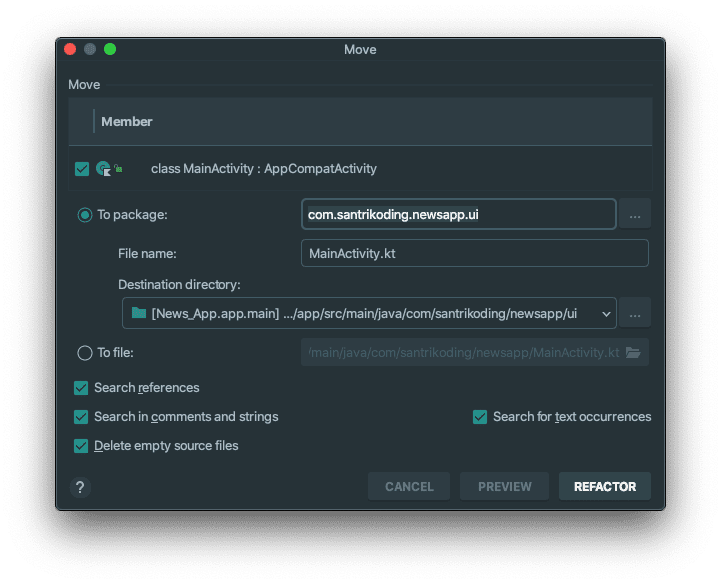 Move
Move
Member
class MainActivity : AppCompatActivity
To package:
com.santrikoding.newsapp.ui
...
File name:
MainActivity.kt
Destination directory:
[News_App.app.main] .../app/src/main/java/com/santrikoding/newsapp/ui
...
To file:
/main/java/com/santrikoding/newsapp/MainActivity.kt
Search references
Search in comments and strings
Search for text occurrences
Delete empty source files
?
CANCEL
PREVIEW
REFACTOR